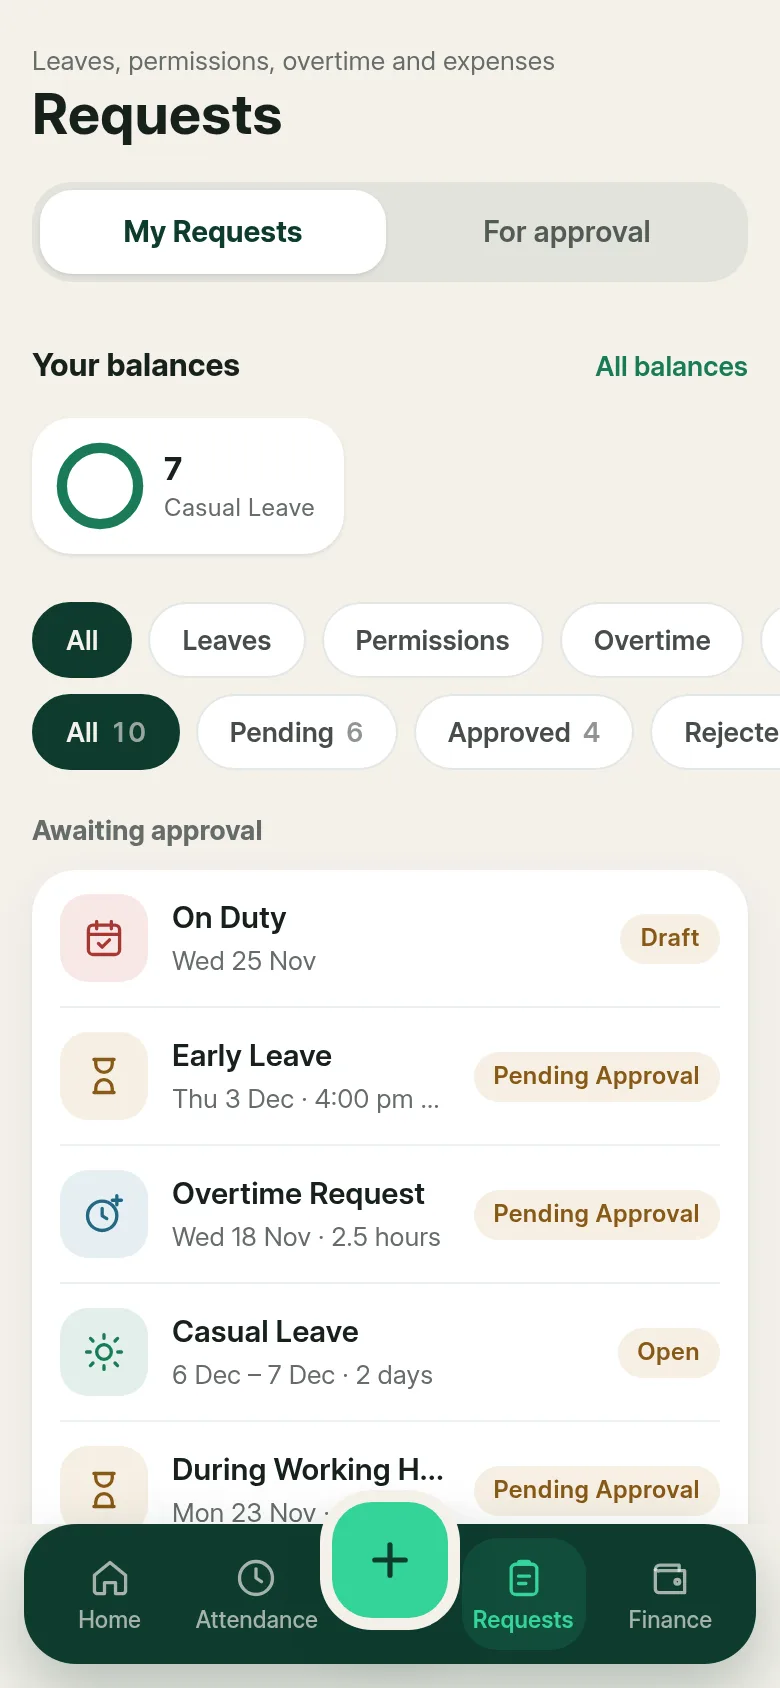 Leaves, permissions, overtime and expenses
Requests
My Requests
For approval
Your balances
All balances
7
Casual Leave
All
Leaves
Permissions
Overtime
All 10
Pending 6
Approved 4
Rejecte
Awaiting approval
On Duty
Wed 25 Nov
Draft
Early Leave
Thu 3 Dec · 4:00 pm ...
Pending Approval
Overtime Request
Wed 18 Nov · 2.5 hours
Pending Approval
Casual Leave
6 Dec – 7 Dec · 2 days
Open
During Working H...
Mon 23 Nov ·
Pending Approval
Home
Attendance
Requests
Finance